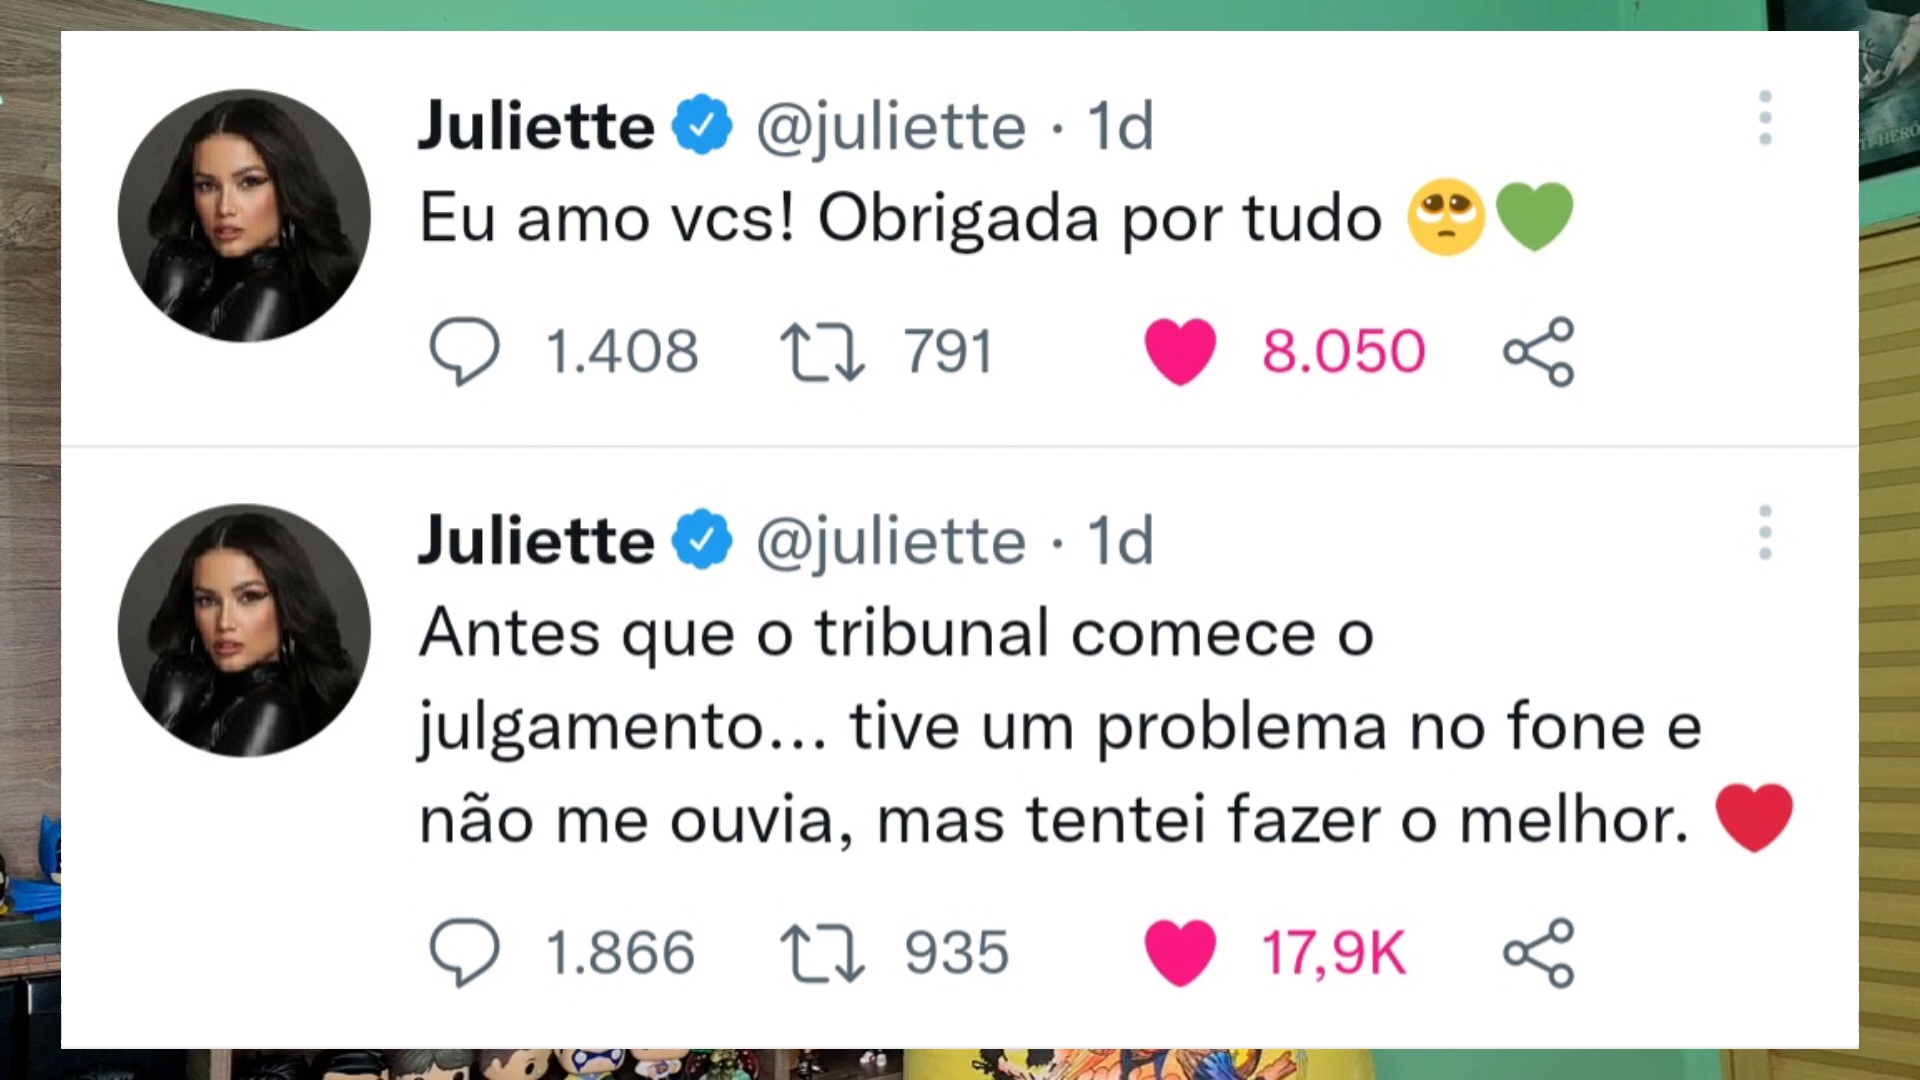 Juliette @juliette · 1d
Eu amo vcs! Obrigada por tudo 🥺💚
1.408 791 8.050
Juliette @juliette · 1d
Antes que o tribunal comece o
julgamento... tive um problema no fone e
não me ouvia, mas tentei fazer o melhor. ❤️
1.866 935 17,9K